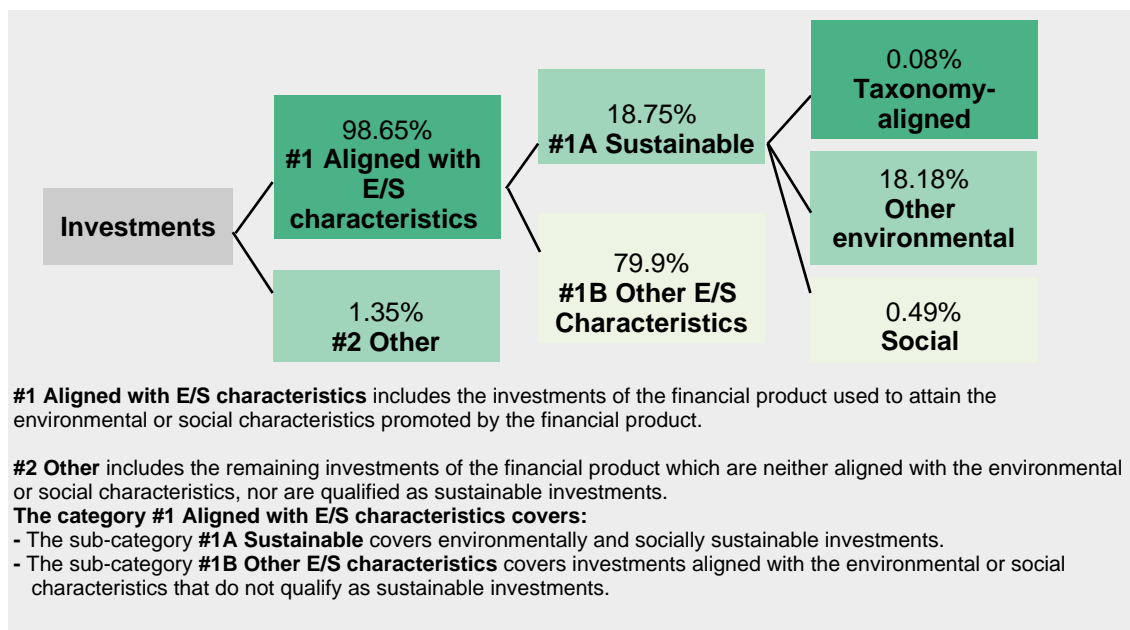 Investments
98.65%
#1 Aligned with
E/S
characteristics
1.35%
#2 Other
18.75%
#1A Sustainable
79.9%
#1B Other E/S
Characteristics
0.08%
Taxonomy-
aligned
18.18%
Other
environmental
0.49%
Social
#1 Aligned with E/S characteristics includes the investments of the financial product used to attain the
environmental or social characteristics promoted by the financial product.
#2 Other includes the remaining investments of the financial product which are neither aligned with the environmental
or social characteristics, nor are qualified as sustainable investments.
The category #1 Aligned with E/S characteristics covers:
- The sub-category #1A Sustainable covers environmentally and socially sustainable investments.
- The sub-category #1B Other E/S characteristics covers investments aligned with the environmental or social
characteristics that do not qualify as sustainable investments.